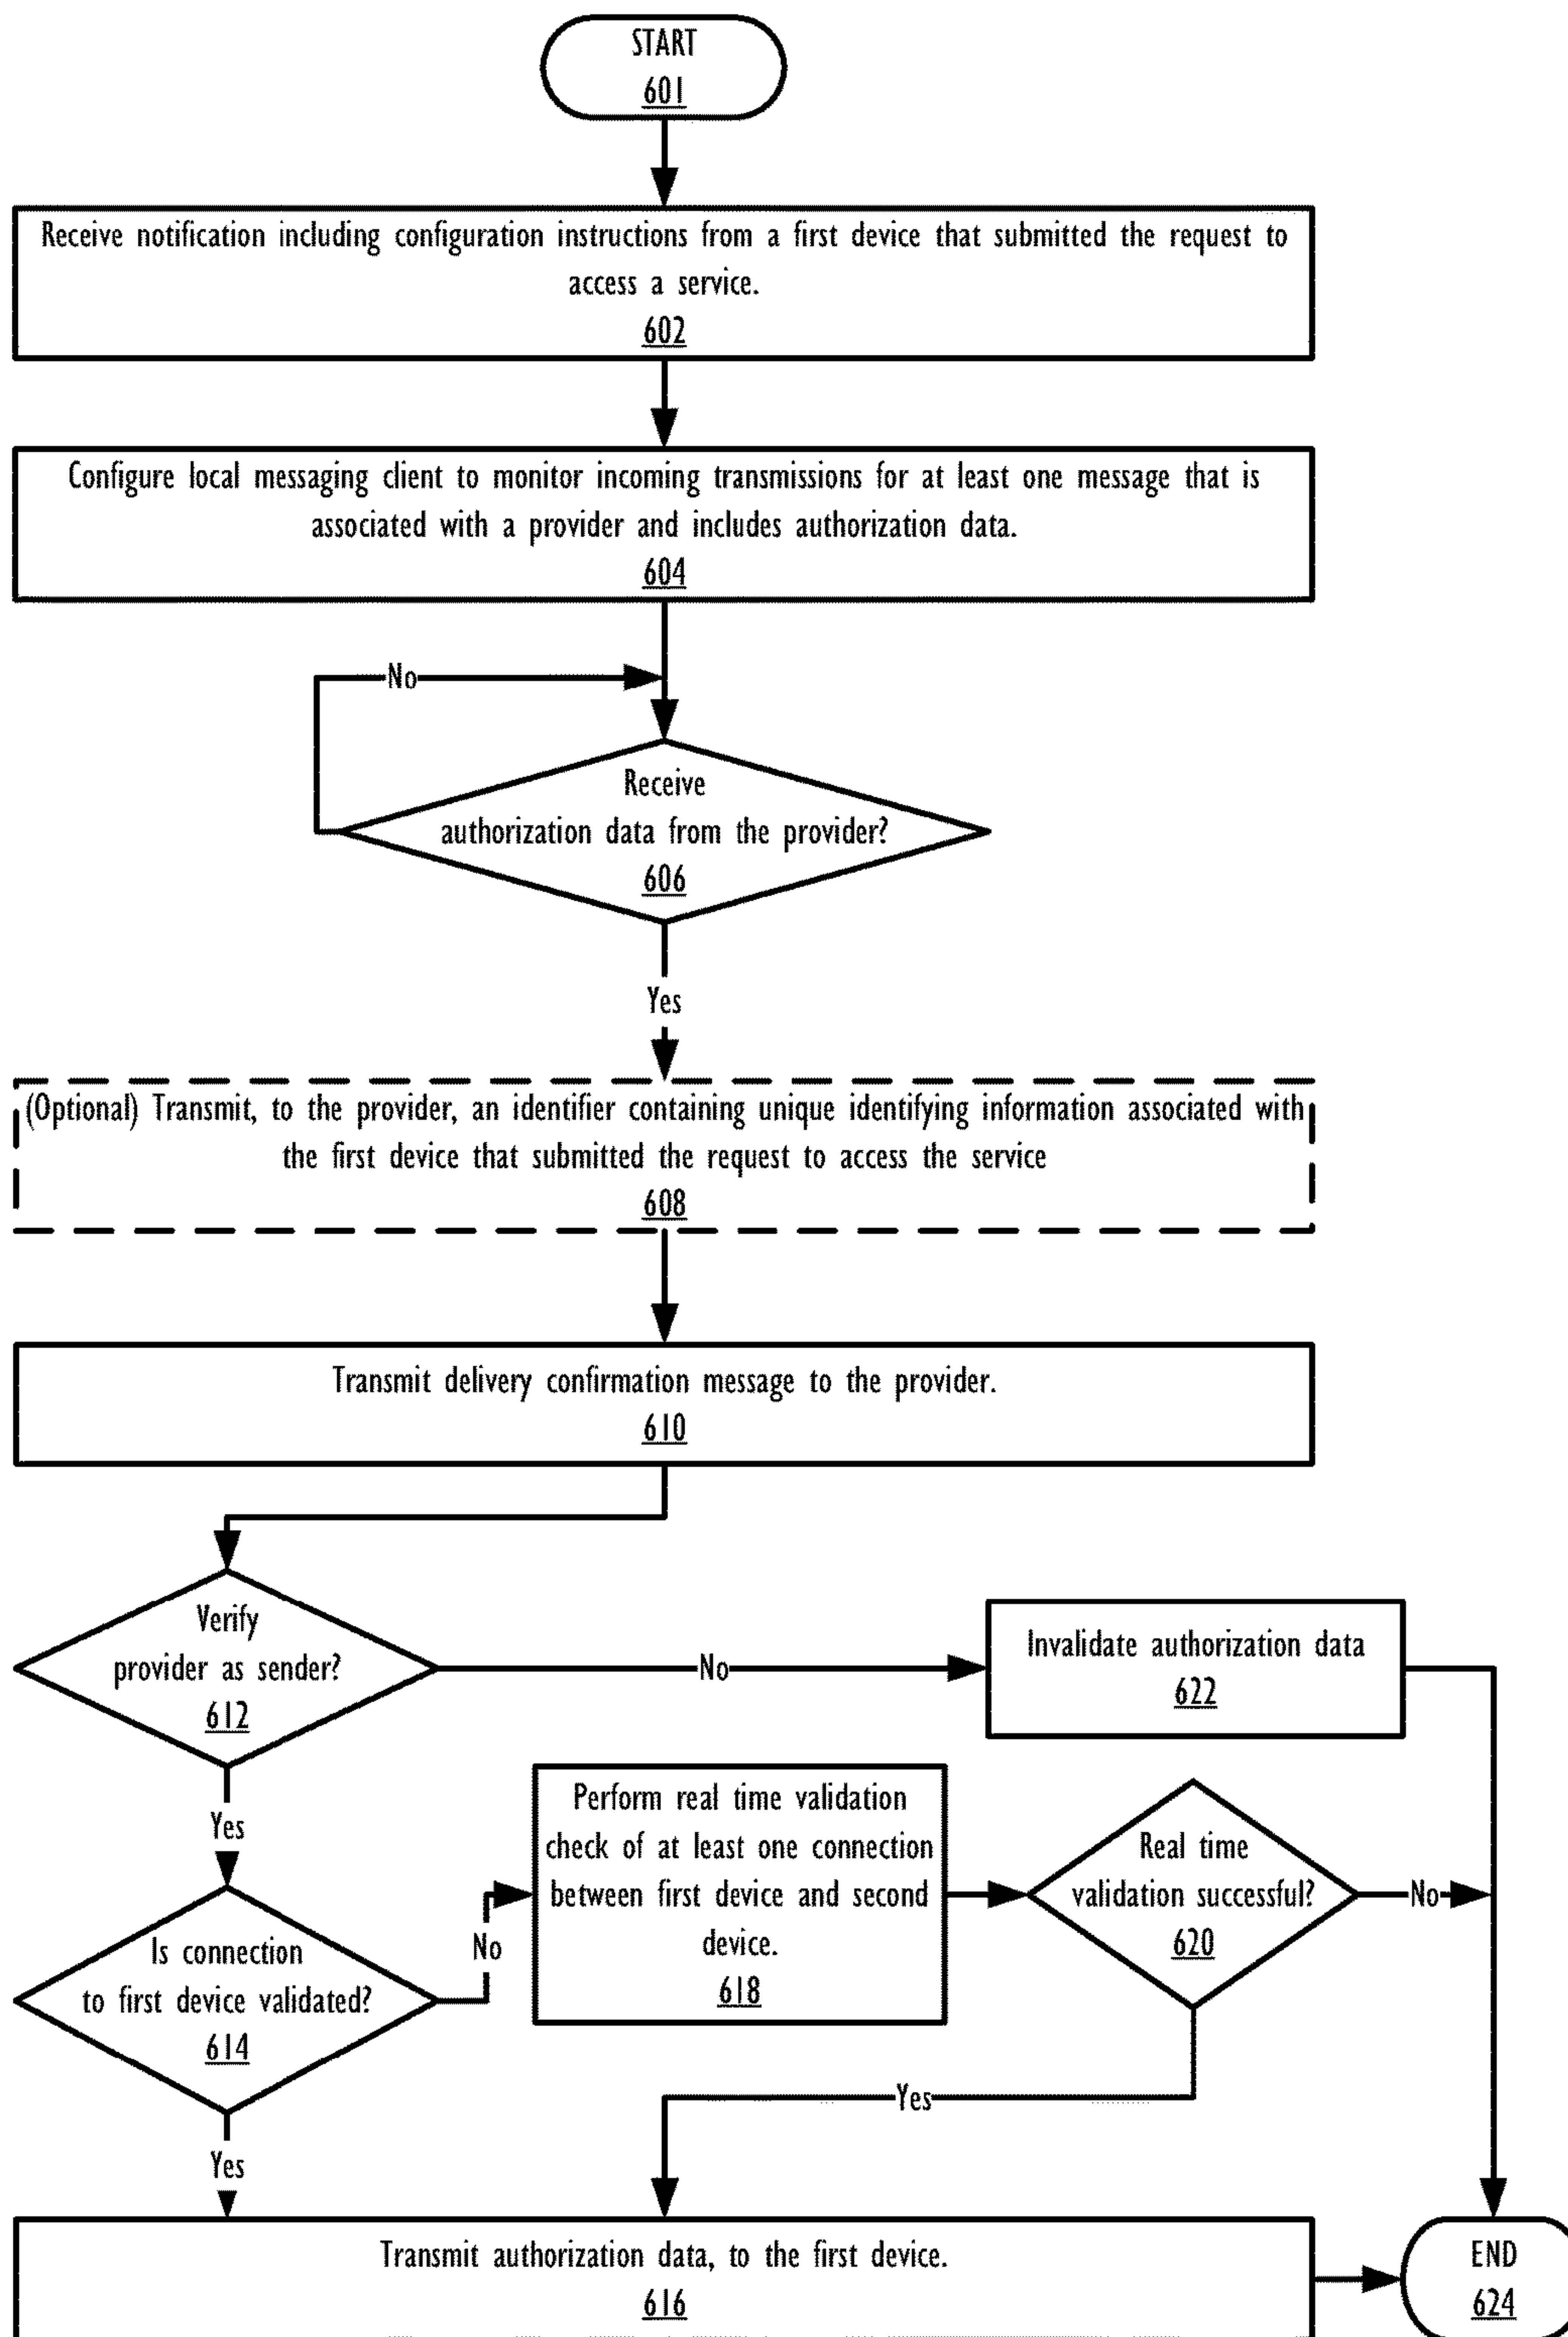 START
601
Receive notification including configuration instructions from a first device that submitted the request to
access a service.
602
Configure local messaging client to monitor incoming transmissions for at least one message that is
associated with a provider and includes authorization data.
604
No
Receive
authorization data from the provider?
606
Yes
(Optional) Transmit, to the provider, an identifier containing unique identifying information associated with
the first device that submitted the request to access the service
608
Transmit delivery confirmation message to the provider.
610
Verify
provider as sender?
612
No
Invalidate authorization data
622
Yes
Is connection
to first device validated?
614
No
Perform real time validation
check of at least one connection
between first device and second
device.
618
Real time
validation successful?
620
No
Yes
Yes
Transmit authorization data, to the first device.
616
END
624